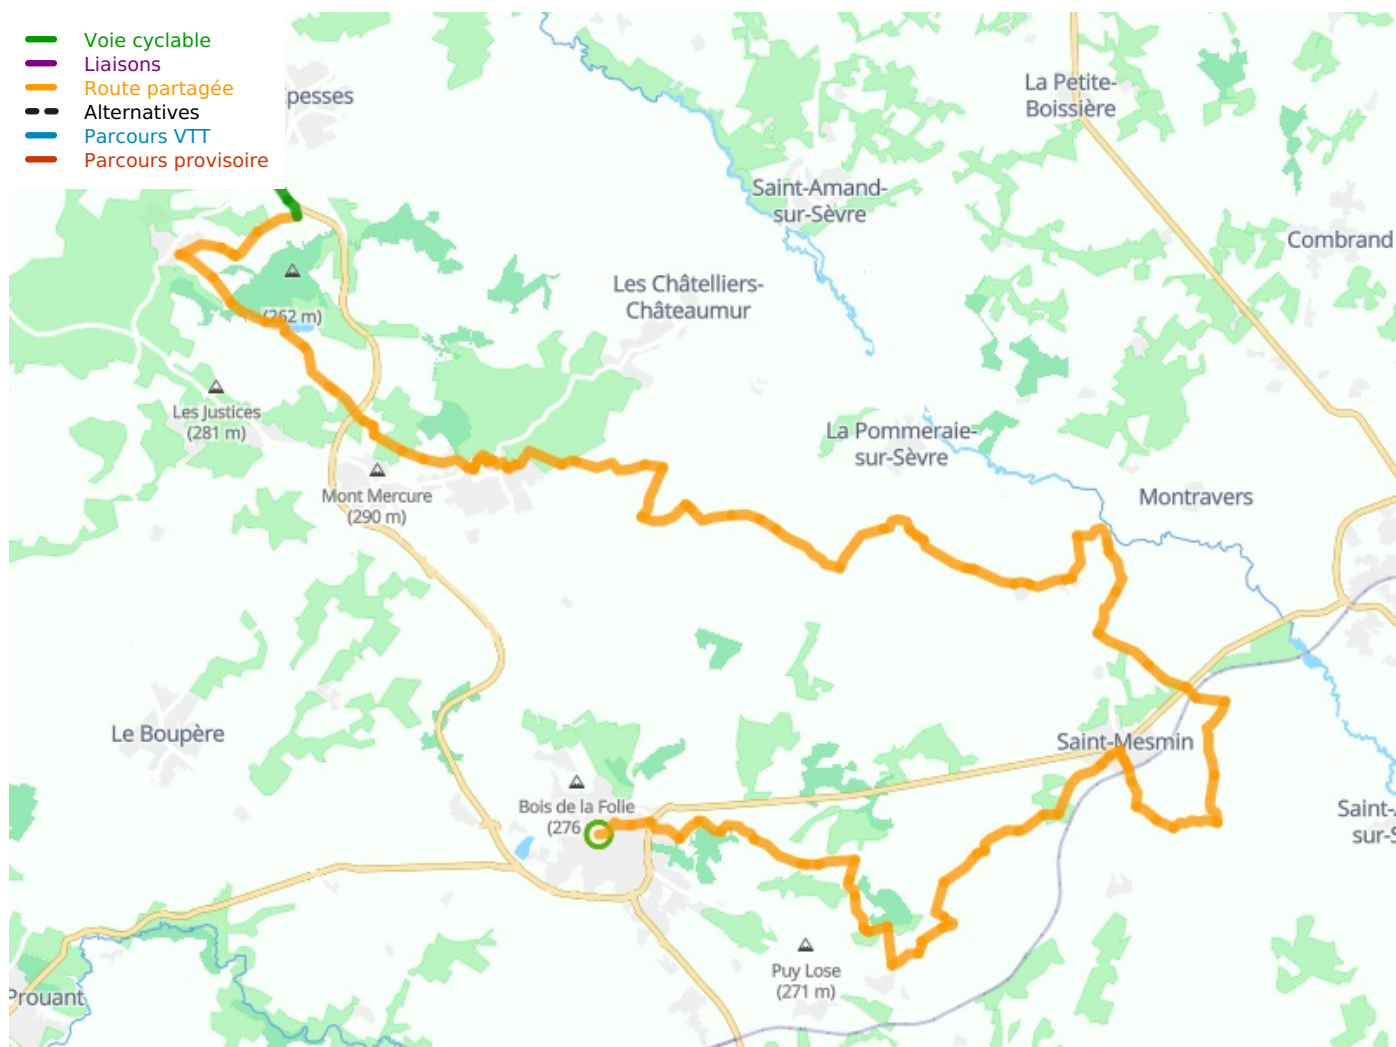 Voie cyclable
Liaisons
Route partagée
Alternatives
Parcours VTT
Parcours provisoire
pesses
La Petite-
Boissière
Saint-Amand-
sur-Sèvre
Combrand
Les Châtelliers-
Châteaumur
(262 m)
Les Justices
(281 m)
La Pommeraie-
sur-Sèvre
Mont Mercure
(290 m)
Montravers
Le Boupère
Saint-Mesmin
Bois de la Folie
(276
Saint-
sur-S
Puy Lose
(271 m)
Prouant